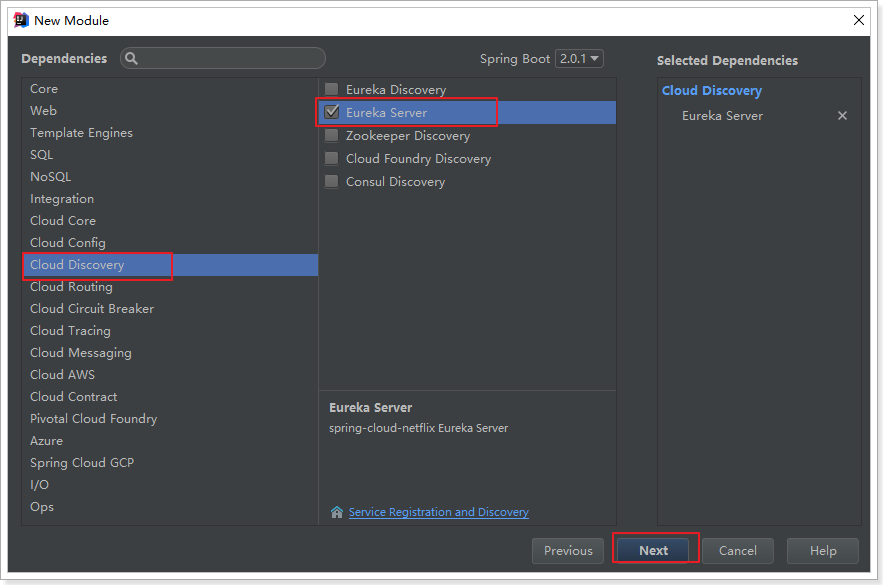 New Module
Dependencies
Spring Boot 2.0.1
Selected Dependencies
Core
Web
Template Engines
SQL
NoSQL
Integration
Cloud Core
Cloud Config
Cloud Discovery
Cloud Routing
Cloud Circuit Breaker
Cloud Tracing
Cloud Messaging
Cloud AWS
Cloud Contract
Pivotal Cloud Foundry
Azure
Spring Cloud GCP
I/O
Ops
Eureka Discovery
Eureka Server
Zookeeper Discovery
Cloud Foundry Discovery
Consul Discovery
Eureka Server
spring-cloud-netflix Eureka Server
Service Registration and Discovery
Cloud Discovery
Eureka Server
Previous
Next
Cancel
Help